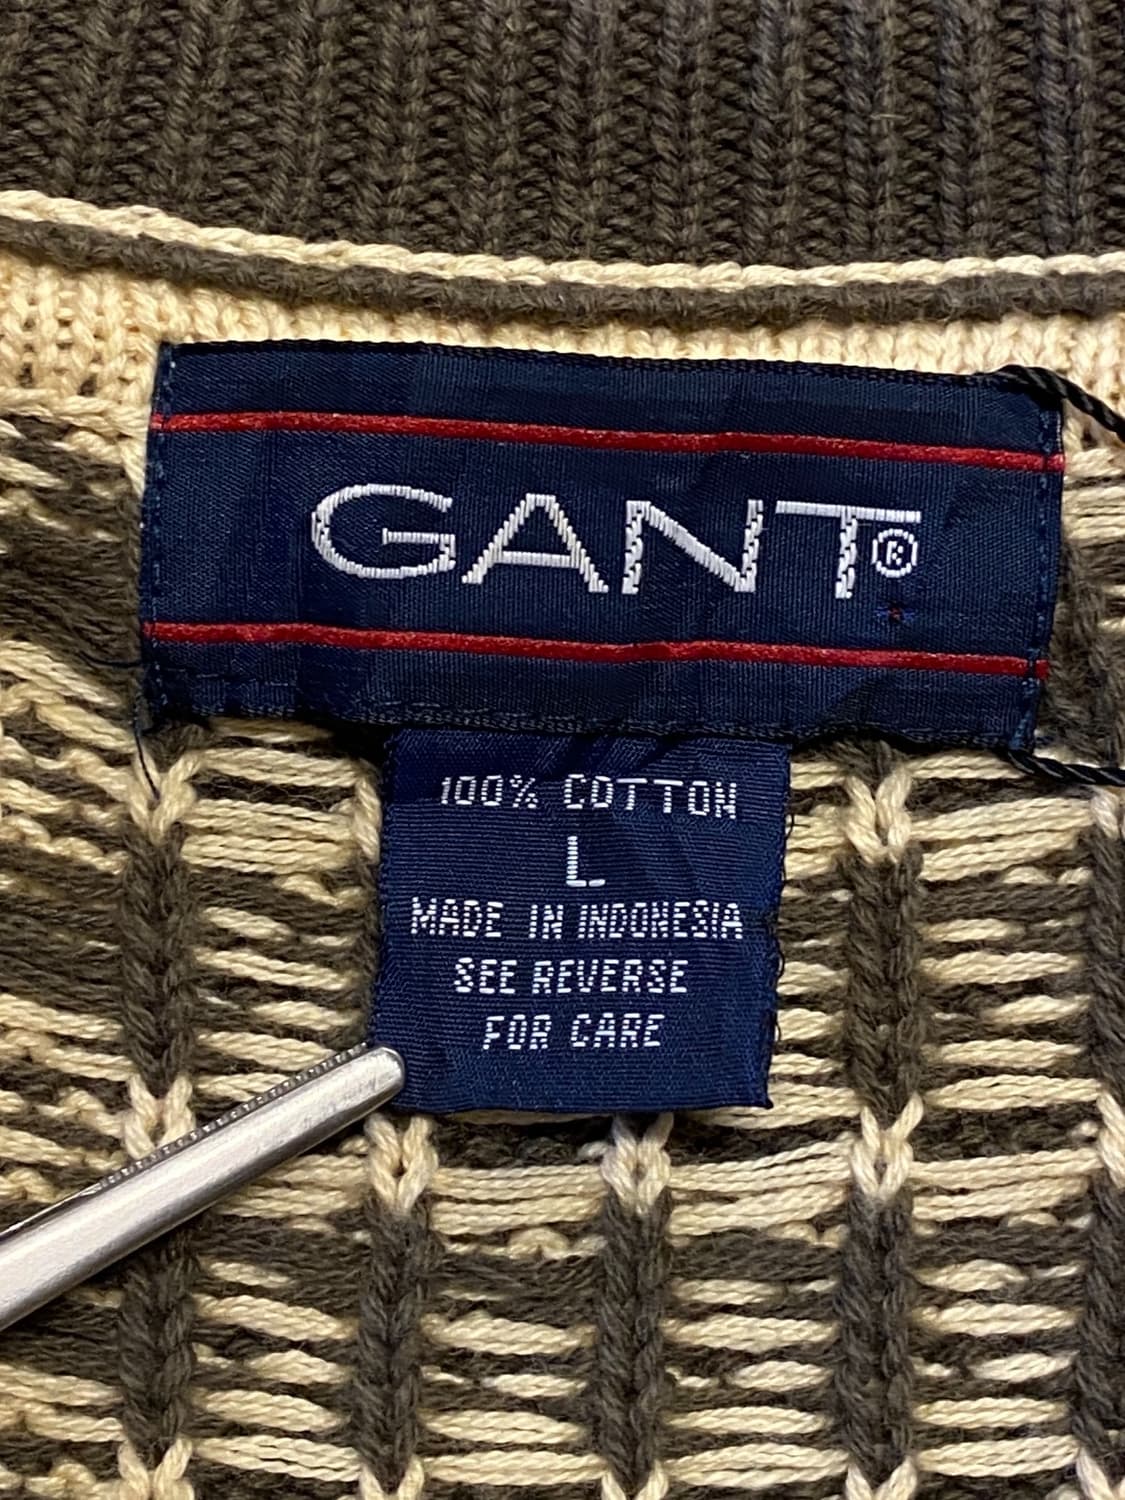 GANT®
100% COTTON
L
MADE IN INDONESIA
SEE REVERSE
FOR CARE